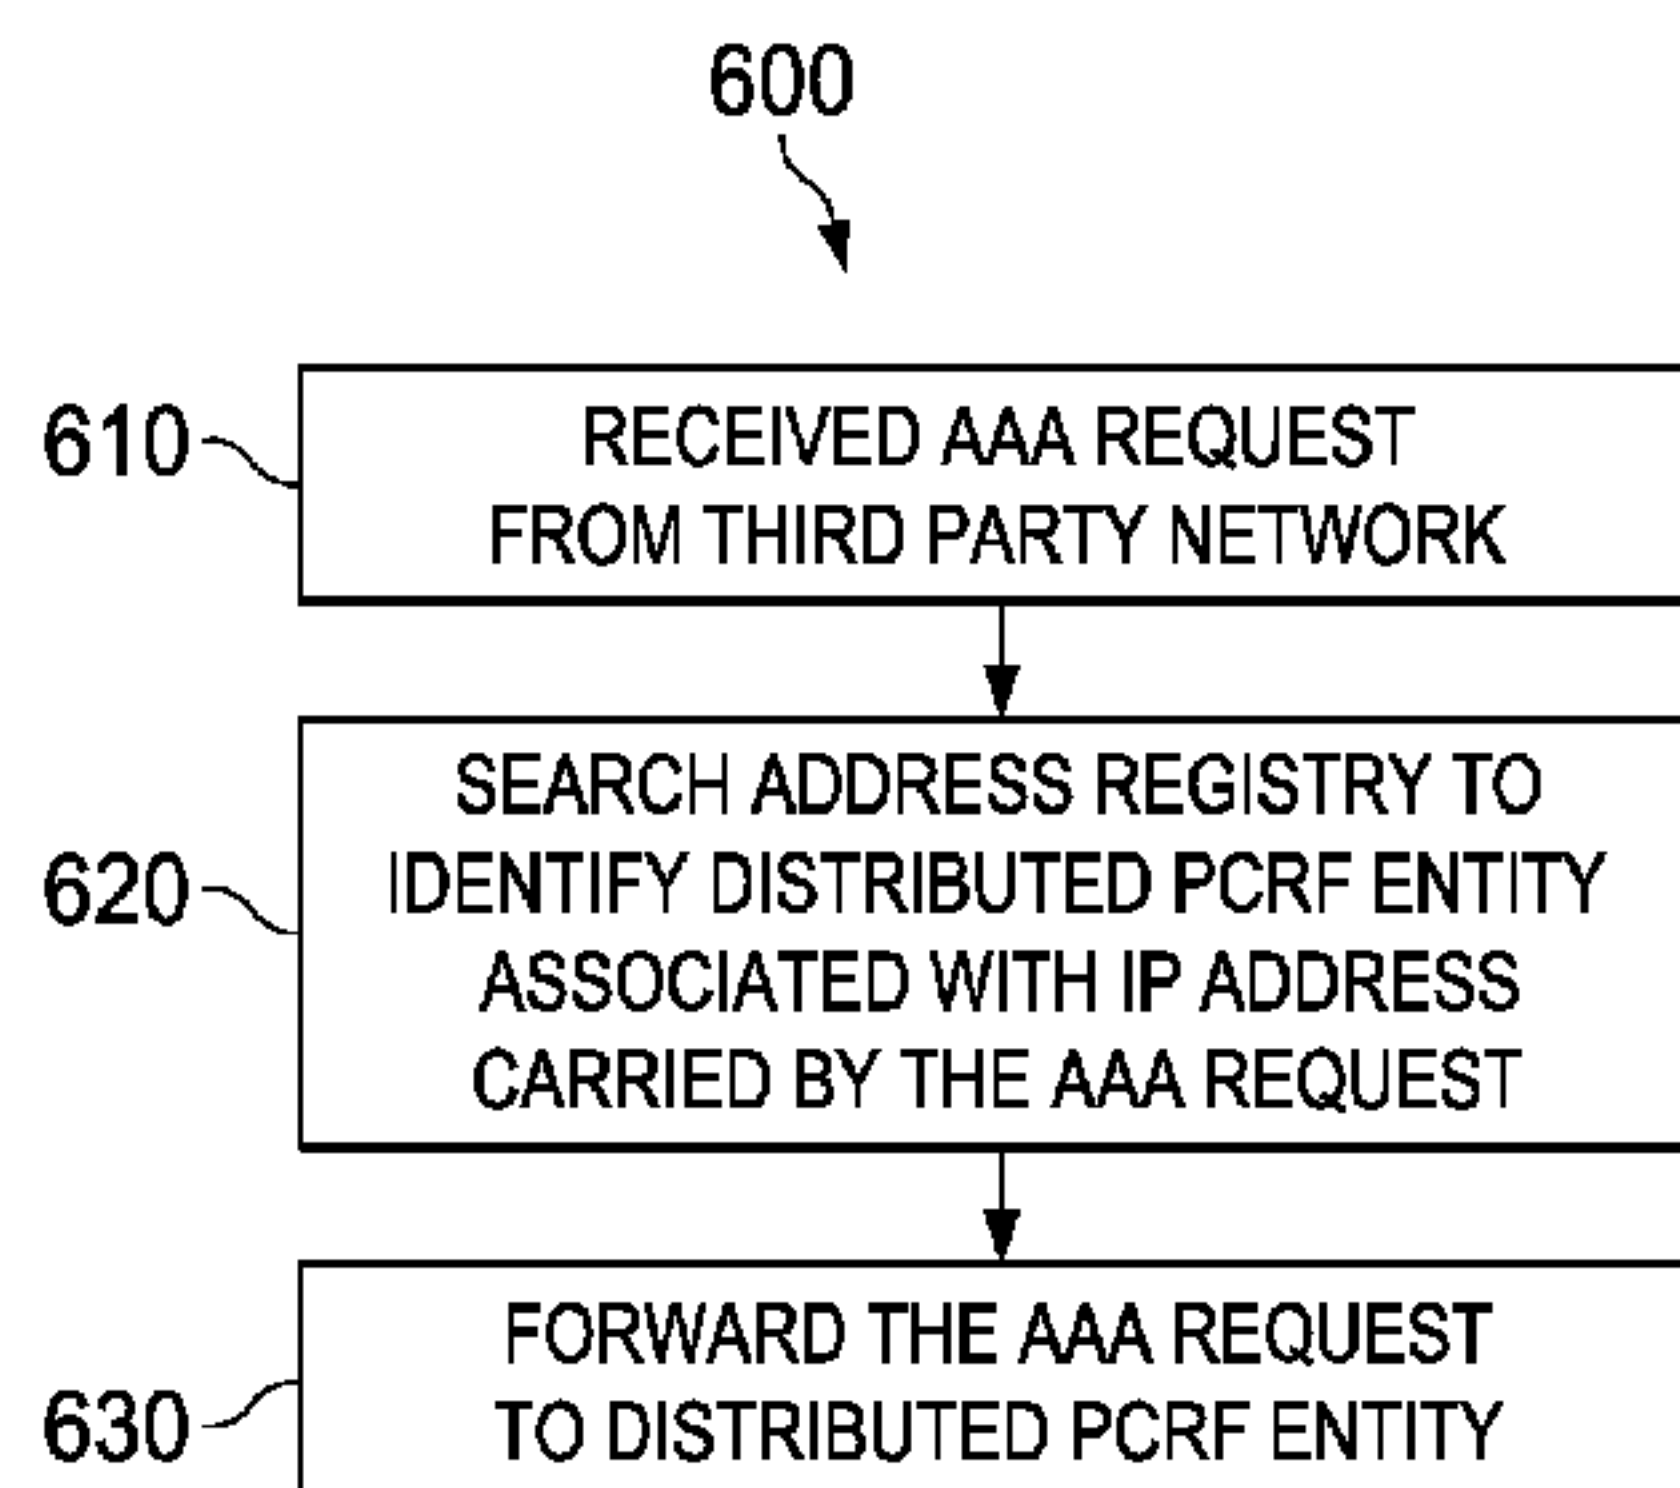 600
610
RECEIVED AAA REQUEST
FROM THIRD PARTY NETWORK
620
SEARCH ADDRESS REGISTRY TO
IDENTIFY DISTRIBUTED PCRF ENTITY
ASSOCIATED WITH IP ADDRESS
CARRIED BY THE AAA REQUEST
630
FORWARD THE AAA REQUEST
TO DISTRIBUTED PCRF ENTITY